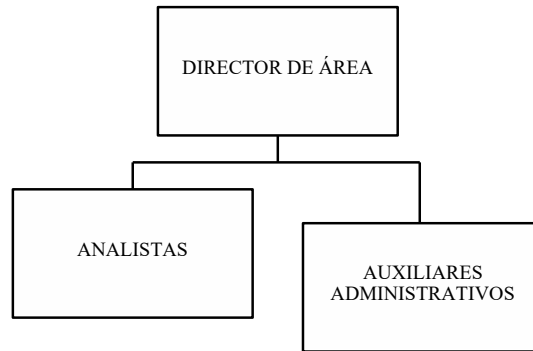 DIRECTOR DE ÁREA
ANALISTAS
AUXILIARES
ADMINISTRATIVOS